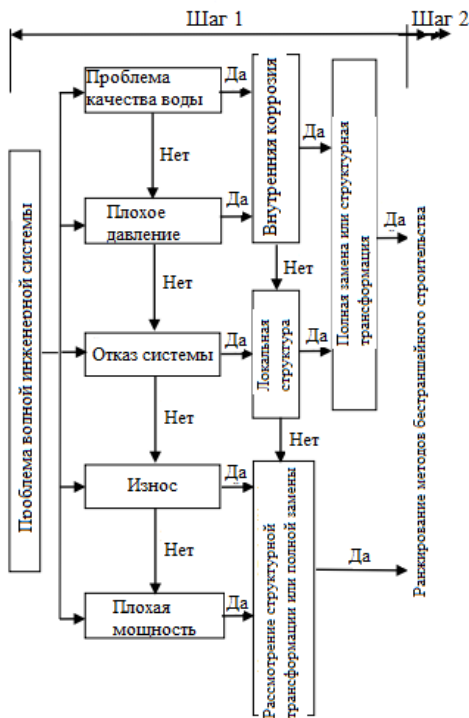 Шаг 1
Шаг 2
Проблема волной инженерной системы
Проблема
качества воды
Да
Нет
Плохое
давление
Да
Нет
Отказ системы
Да
Нет
Износ
Да
Нет
Плохая
мощность
Да
Внутренняя коррозия
Да
Нет
Локальная
структура
Да
Нет
Рассмотрение структурной
трансформации или полной замены
Да
Полная замена или структурная
трансформация
Да
Ранжирование методов бестраншейного строительства